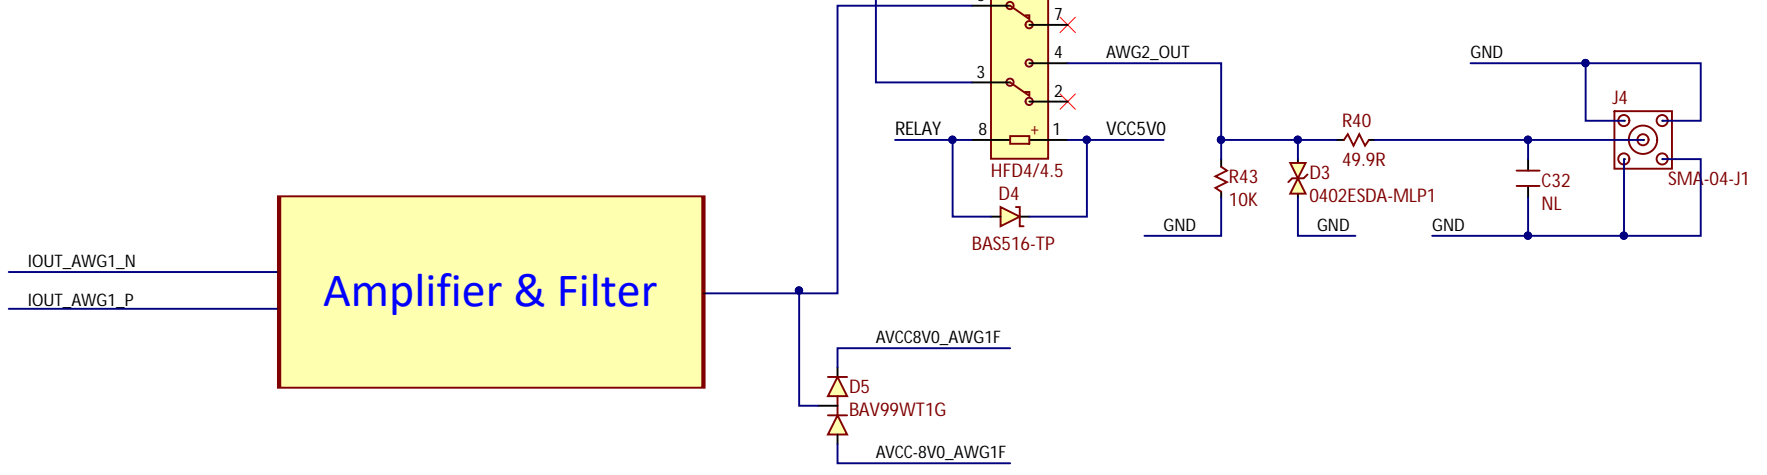 7
4
AWG2_OUT
GND
3
2
J4
RELAY
8
+
1
VCC5V0
R40
49.9R
HFD4/4.5
D4
R43
10K
D3
0402ESDA-MLP1
C32
NL
SMA-04-J1
BAS516-TP
GND
GND
GND
IOUT_AWG1_N
IOUT_AWG1_P
Amplifier & Filter
AVCC8V0_AWG1F
D5
BAV99WT1G
AVCC-8V0_AWG1F